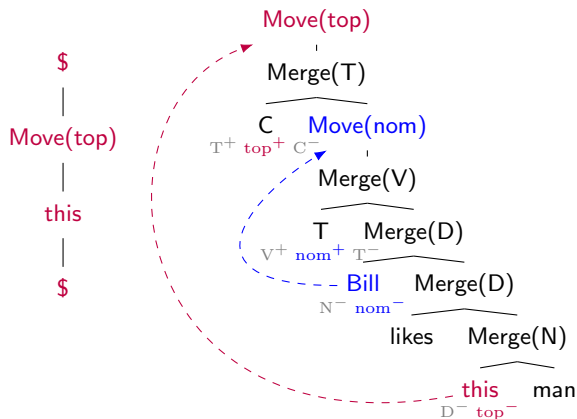 $
Move(top)
this
$
Move(top)
Merge(T)
C Move(nom)
T⁺ top⁺ C⁻
Merge(V)
T Merge(D)
V⁺ nom⁺ T⁻
Bill Merge(D)
N⁻ nom⁻
likes Merge(N)
this man
D⁻ top⁻